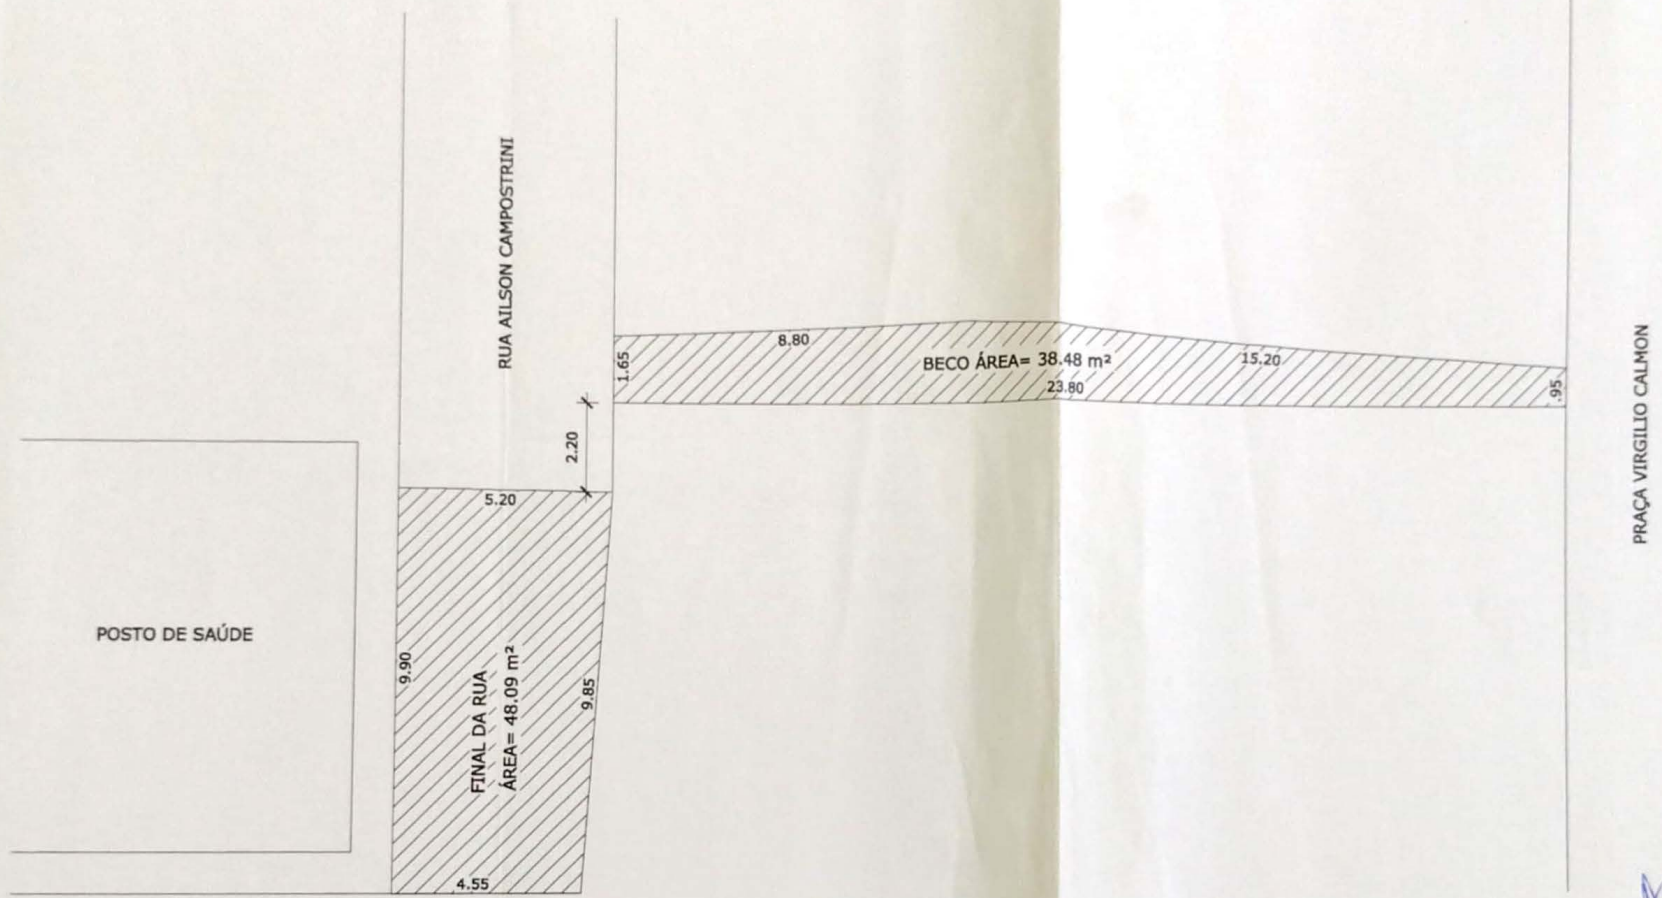 RUA AILSON CAMPOSTRINI
8.80
1.65
BECO ÁREA= 38.48 m²
15.20
23.80
.95
PRAÇA VIRGILIO CALMON
2.20
5.20
POSTO DE SAÚDE
9.90
FINAL DA RUA
ÁREA= 48.09 m²
9.85
4.55